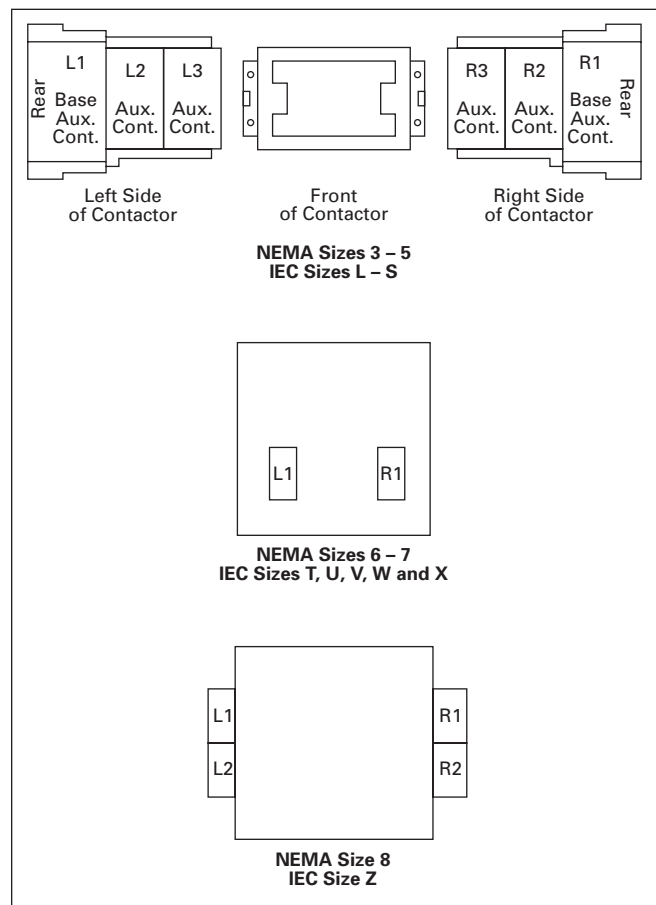 Rear
L1
Base
Aux.
Cont.
L2
Aux.
Cont.
L3
Aux.
Cont.
R3
Aux.
Cont.
R2
Aux.
Cont.
R1
Base
Aux.
Cont.
Rear
Left Side
of Contactor
Front
of Contactor
Right Side
of Contactor
NEMA Sizes 3 – 5
IEC Sizes L – S
L1
R1
NEMA Sizes 6 – 7
IEC Sizes T, U, V, W and X
L1
R1
L2
R2
NEMA Size 8
IEC Size Z